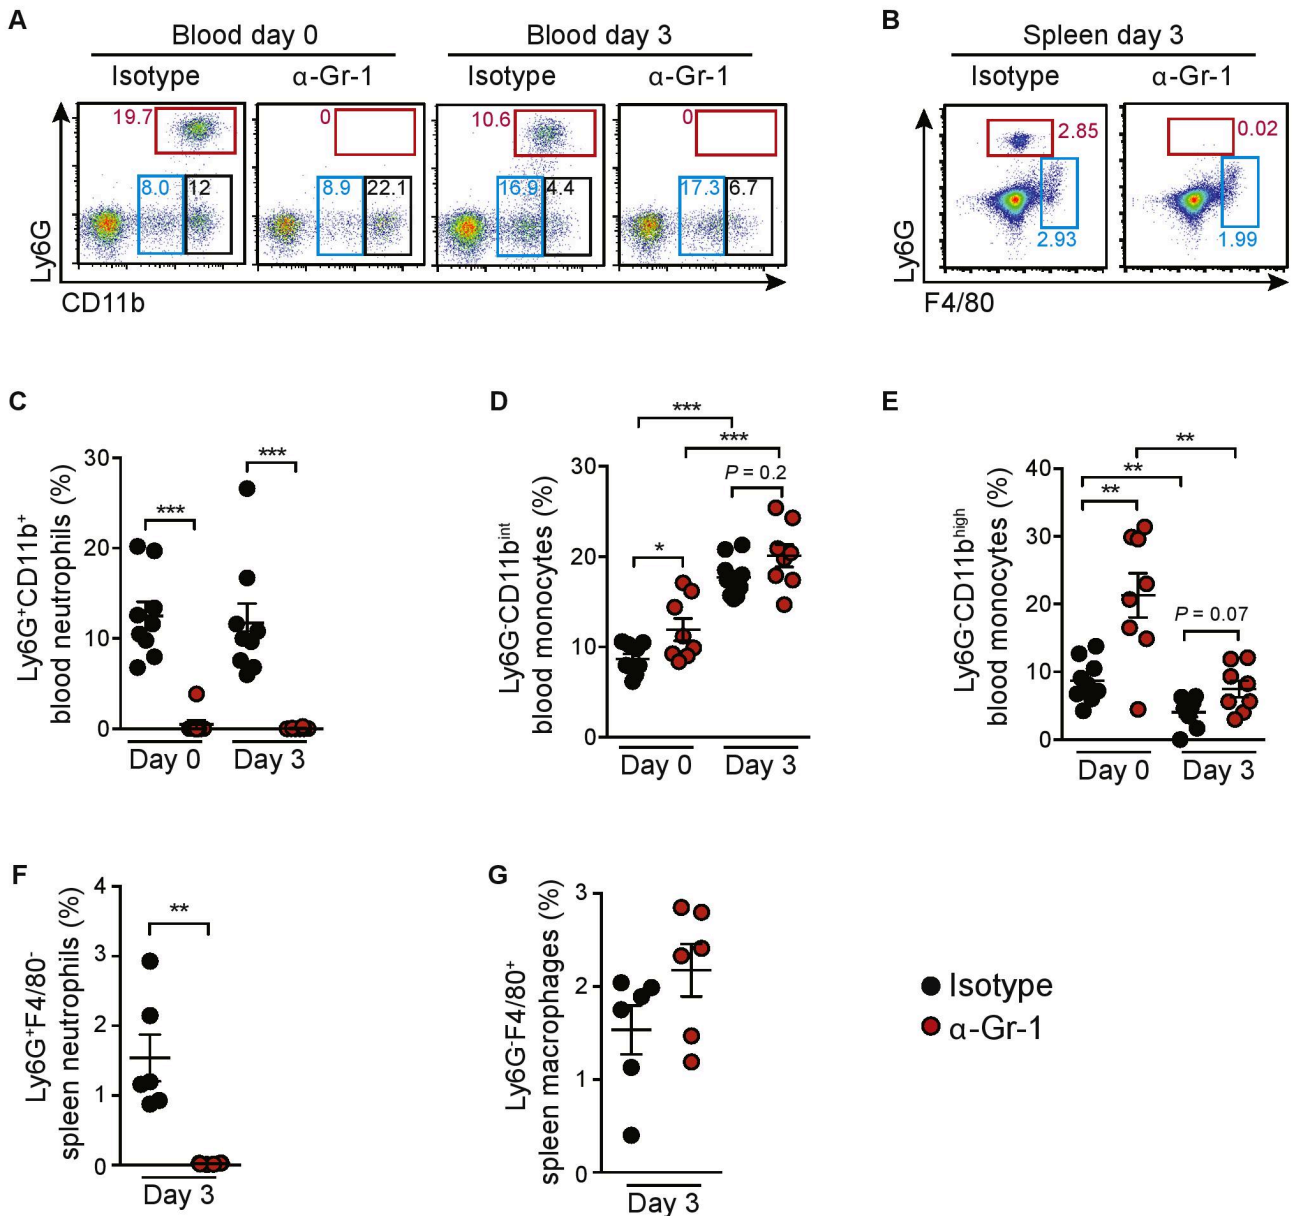 A
B
Blood day 0
Blood day 3
Spleen day 3
Isotype
α-Gr-1
Isotype
α-Gr-1
Isotype
α-Gr-1
19.7
8.0
12
0
8.9
22.1
10.6
16.9
4.4
0
17.3
6.7
2.85
2.93
0.02
1.99
Ly6G
CD11b
Ly6G
F4/80
C
Ly6G+CD11b+
blood neutrophils (%)
30
20
10
0
***
***
Day 0
Day 3
D
Ly6G-CD11bint
blood monocytes (%)
30
20
10
0
***
***
P = 0.2
*
Day 0
Day 3
E
Ly6G-CD11bhigh
blood monocytes (%)
40
30
20
10
0
**
**
**
P = 0.07
Day 0
Day 3
F
Ly6G+F4/80-
spleen neutrophils (%)
4
3
2
1
0
**
Day 3
G
Ly6G-F4/80+
spleen macrophages (%)
3
2
1
0
Day 3
Isotype
α-Gr-1